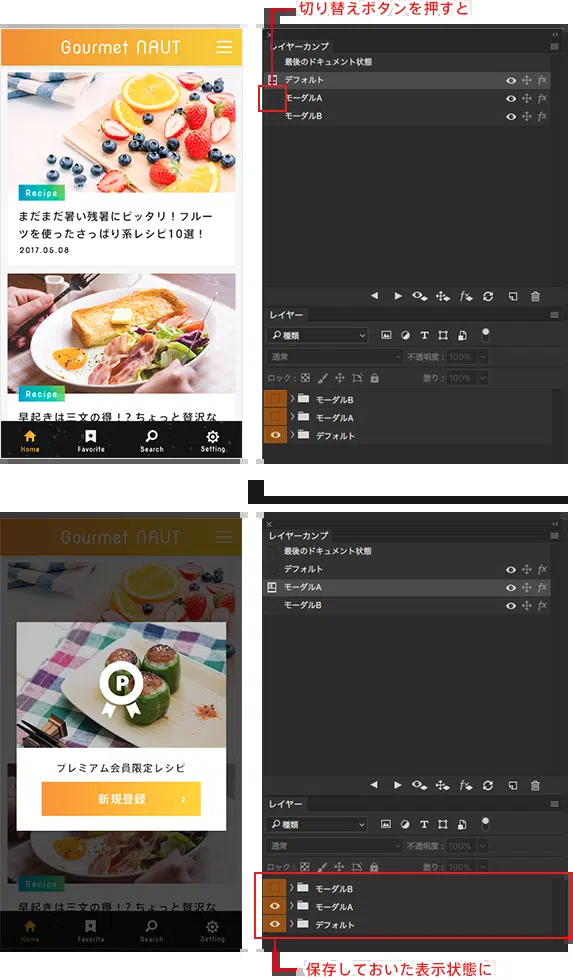 切り替えボタンを押すと
Gourmet NAUT
Recipe
まだまだ暑い残暑にピッタリ！フルー
ツを使ったさっぱり系レシピ10選！
2017.05.08
Recipe
早起きは三文の得！？ちょっと贅沢な
Home
Favorite
Search
Setting
レイヤーカンプ
最後のドキュメント状態
デフォルト
モーダルA
モーダルB
レイヤー
種類
通常
不透明度： 100%
ロック：
塗り： 100%
モーダルB
モーダルA
デフォルト
Gourmet NAUT
P
プレミアム会員限定レシピ
新規登録
Recipe
早起きは三文の得！？ちょっと贅沢な
Home
Favorite
Search
Setting
レイヤーカンプ
最後のドキュメント状態
デフォルト
モーダルA
モーダルB
レイヤー
種類
通常
不透明度： 100%
ロック：
塗り： 100%
モーダルB
モーダルA
デフォルト
保存しておいた表示状態に